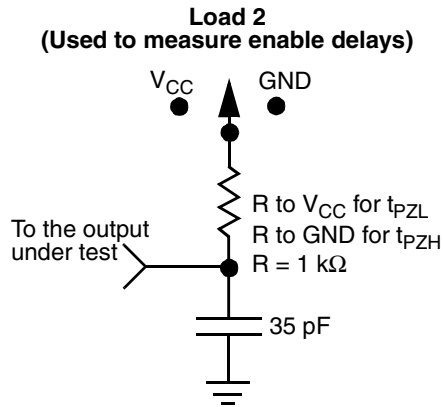 Load 2
(Used to measure enable delays)
VCC GND
R to VCC for tPZL
To the output
under test
R to GND for tPZH
R = 1 kΩ
35 pF